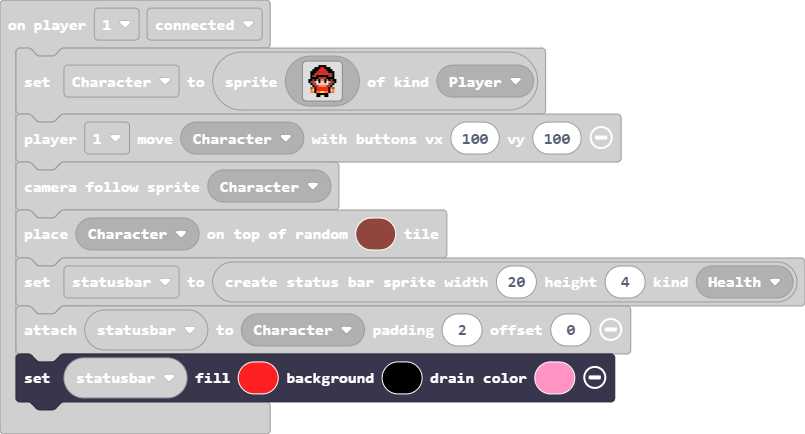 on player 1 connected
set Character to sprite of kind Player
player 1 move Character with buttons vx 100 vy 100
camera follow sprite Character
place Character on top of random tile
set statusbar to create status bar sprite width 20 height 4 kind Health
attach statusbar to Character padding 2 offset 0
set statusbar fill background drain color